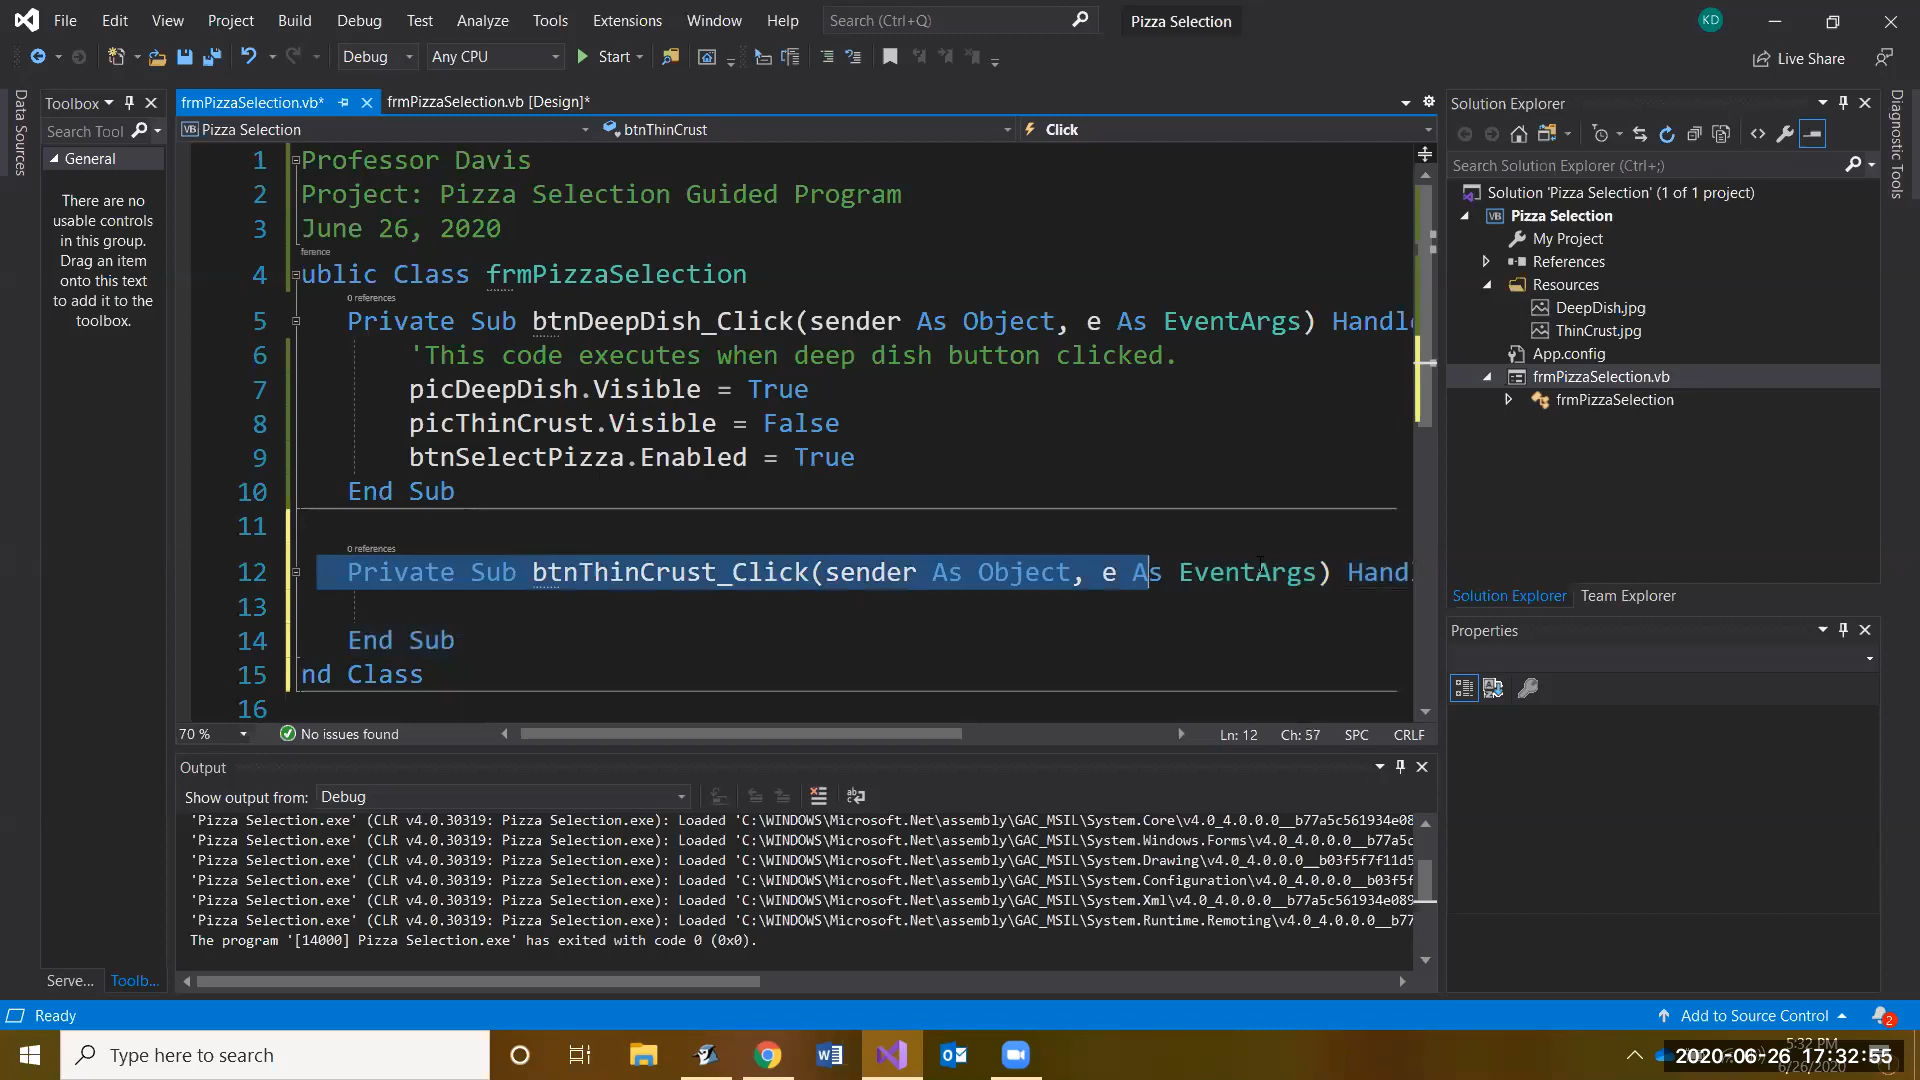 File Edit View Project Build Debug Test Analyze Tools Extensions Window Help Search (Ctrl+Q) Pizza Selection KD
Debug Any CPU Start Live Share
Data Sources
Toolbox
Search Tool
General
There are no
usable controls
in this group.
Drag an item
onto this text
to add it to the
toolbox.
Serve... Toolb...
frmPizzaSelection.vb* frmPizzaSelection.vb [Design]*
Pizza Selection btnThinCrust Click
1 Professor Davis
2 Project: Pizza Selection Guided Program
3 June 26, 2020
ference
4 ublic Class frmPizzaSelection
0 references
5 Private Sub btnDeepDish_Click(sender As Object, e As EventArgs) Handle
6 'This code executes when deep dish button clicked.
7 picDeepDish.Visible = True
8 picThinCrust.Visible = False
9 btnSelectPizza.Enabled = True
10 End Sub
11
0 references
12 Private Sub btnThinCrust_Click(sender As Object, e As EventArgs) Handl
13
14 End Sub
15 nd Class
16
70 % No issues found Ln: 12 Ch: 57 SPC CRLF
Output
Show output from: Debug
'Pizza Selection.exe' (CLR v4.0.30319: Pizza Selection.exe): Loaded 'C:\WINDOWS\Microsoft.Net\assembly\GAC_MSIL\System.Core\v4.0_4.0.0.0__b77a5c561934e08
'Pizza Selection.exe' (CLR v4.0.30319: Pizza Selection.exe): Loaded 'C:\WINDOWS\Microsoft.Net\assembly\GAC_MSIL\System.Windows.Forms\v4.0_4.0.0.0__b77a5c
'Pizza Selection.exe' (CLR v4.0.30319: Pizza Selection.exe): Loaded 'C:\WINDOWS\Microsoft.Net\assembly\GAC_MSIL\System.Drawing\v4.0_4.0.0.0__b03f5f7f11d5
'Pizza Selection.exe' (CLR v4.0.30319: Pizza Selection.exe): Loaded 'C:\WINDOWS\Microsoft.Net\assembly\GAC_MSIL\System.Configuration\v4.0_4.0.0.0__b03f5f
'Pizza Selection.exe' (CLR v4.0.30319: Pizza Selection.exe): Loaded 'C:\WINDOWS\Microsoft.Net\assembly\GAC_MSIL\System.Xml\v4.0_4.0.0.0__b77a5c561934e089
'Pizza Selection.exe' (CLR v4.0.30319: Pizza Selection.exe): Loaded 'C:\WINDOWS\Microsoft.Net\assembly\GAC_MSIL\System.Runtime.Remoting\v4.0_4.0.0.0__b77
The program '[14000] Pizza Selection.exe' has exited with code 0 (0x0).
Solution Explorer
Search Solution Explorer (Ctrl+;)
Solution 'Pizza Selection' (1 of 1 project)
VB Pizza Selection
My Project
References
Resources
DeepDish.jpg
ThinCrust.jpg
App.config
frmPizzaSelection.vb
frmPizzaSelection
Solution Explorer Team Explorer
Properties
Diagnostic Tools
Ready Add to Source Control 2
Type here to search
5:32 PM
2020-06-26 17:32:55
6/26/2020